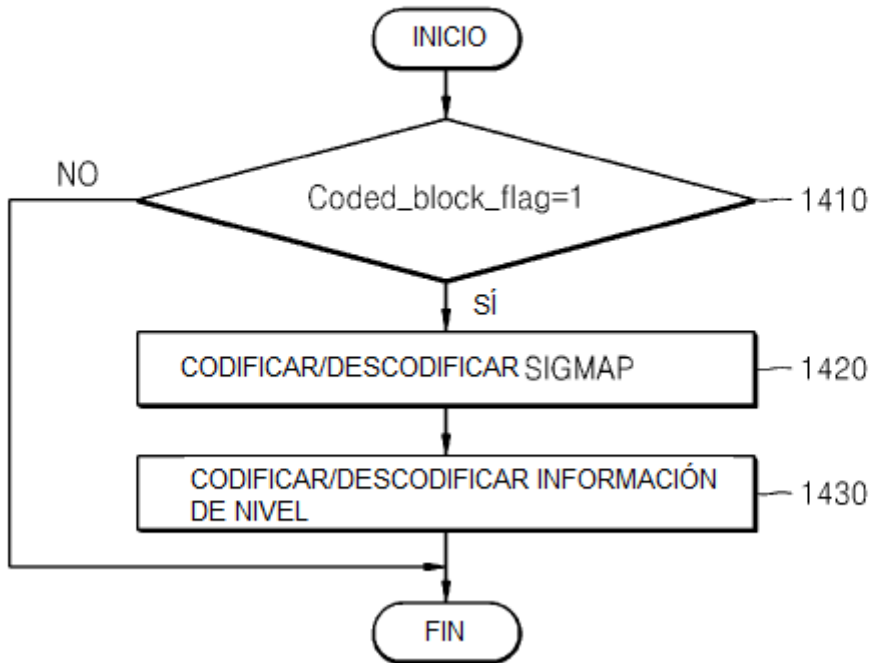 INICIO
NO
Coded_block_flag=1
1410
SÍ
CODIFICAR/DESCODIFICAR SIGMAP
1420
CODIFICAR/DESCODIFICAR INFORMACIÓN
DE NIVEL
1430
FIN